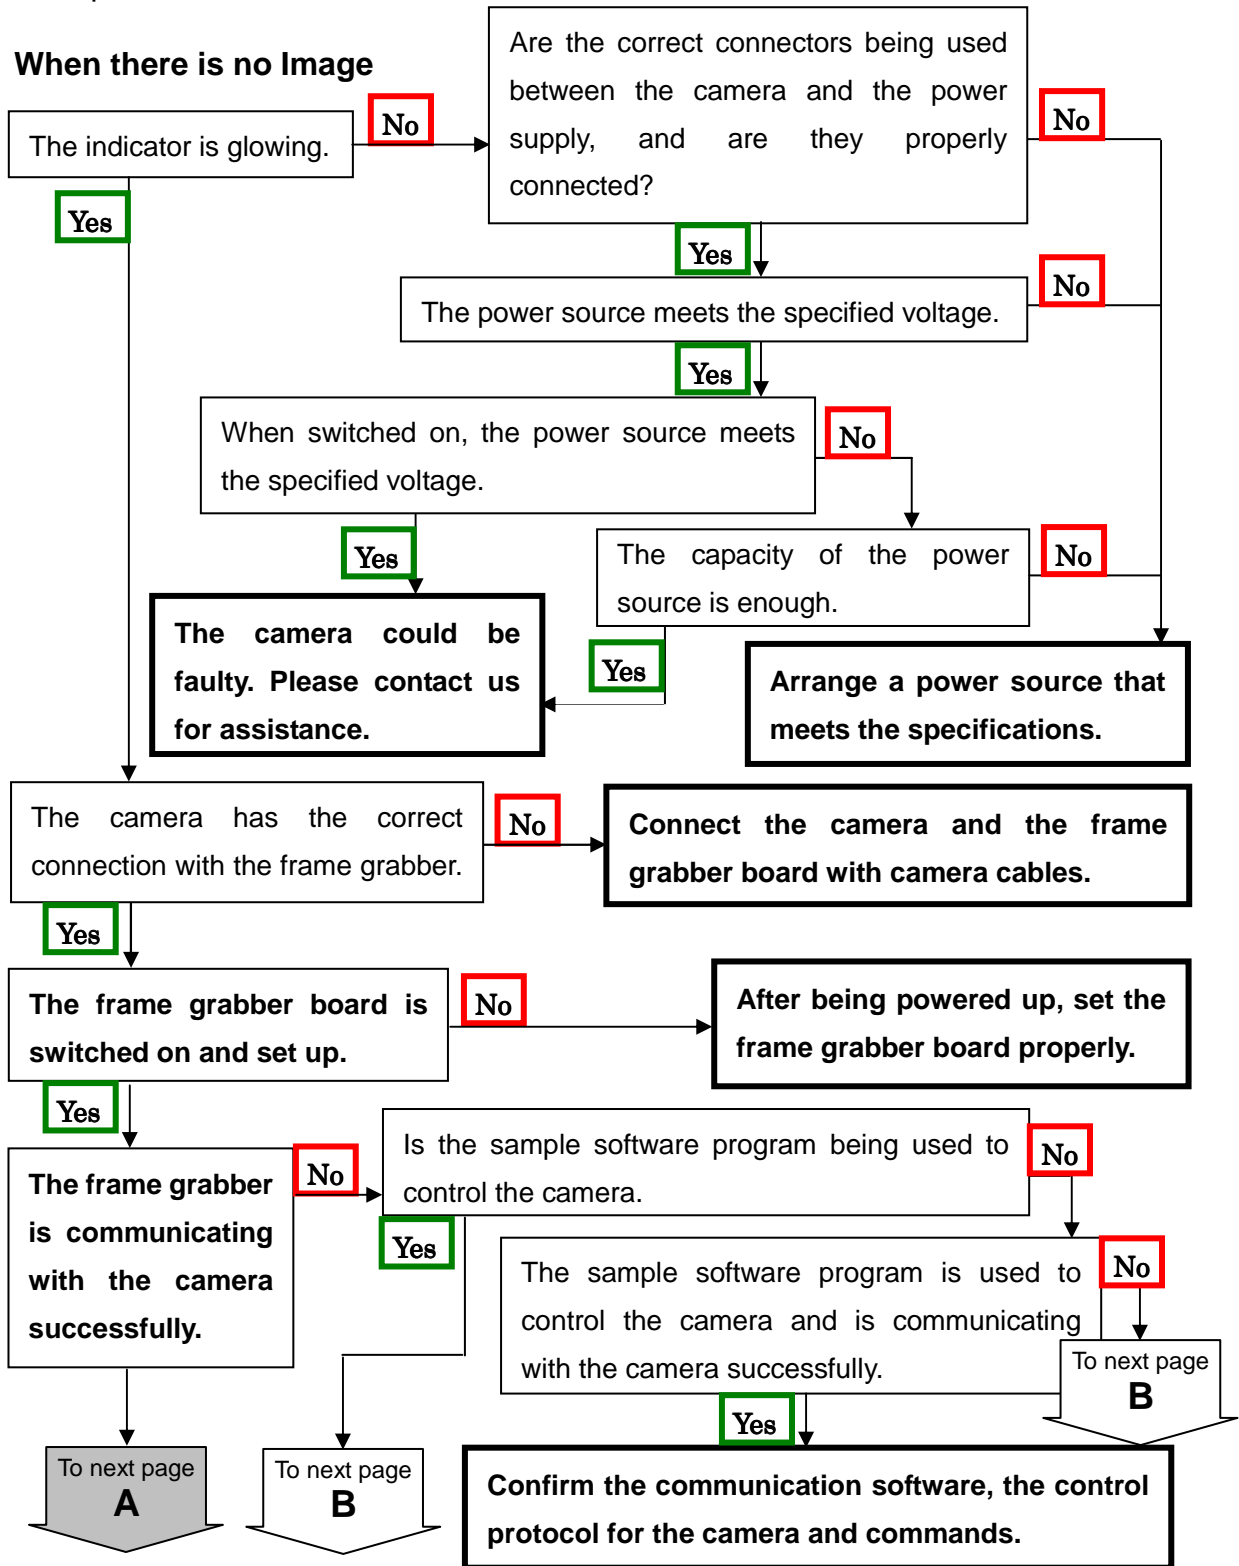 When there is no Image
Are the correct connectors being used
between the camera and the power
supply, and are they properly
connected?
No
No
The indicator is glowing.
Yes
Yes
No
The power source meets the specified voltage.
Yes
When switched on, the power source meets
the specified voltage.
No
Yes
The capacity of the power
source is enough.
No
The camera could be
faulty. Please contact us
for assistance.
Yes
Arrange a power source that
meets the specifications.
The camera has the correct
connection with the frame grabber.
No
Connect the camera and the frame
grabber board with camera cables.
Yes
The frame grabber board is
switched on and set up.
No
After being powered up, set the
frame grabber board properly.
Yes
The frame grabber
is communicating
with the camera
successfully.
No
Is the sample software program being used to
control the camera.
No
Yes
The sample software program is used to
control the camera and is communicating
with the camera successfully.
No
To next page
B
Yes
To next page
A
To next page
B
Confirm the communication software, the control
protocol for the camera and commands.